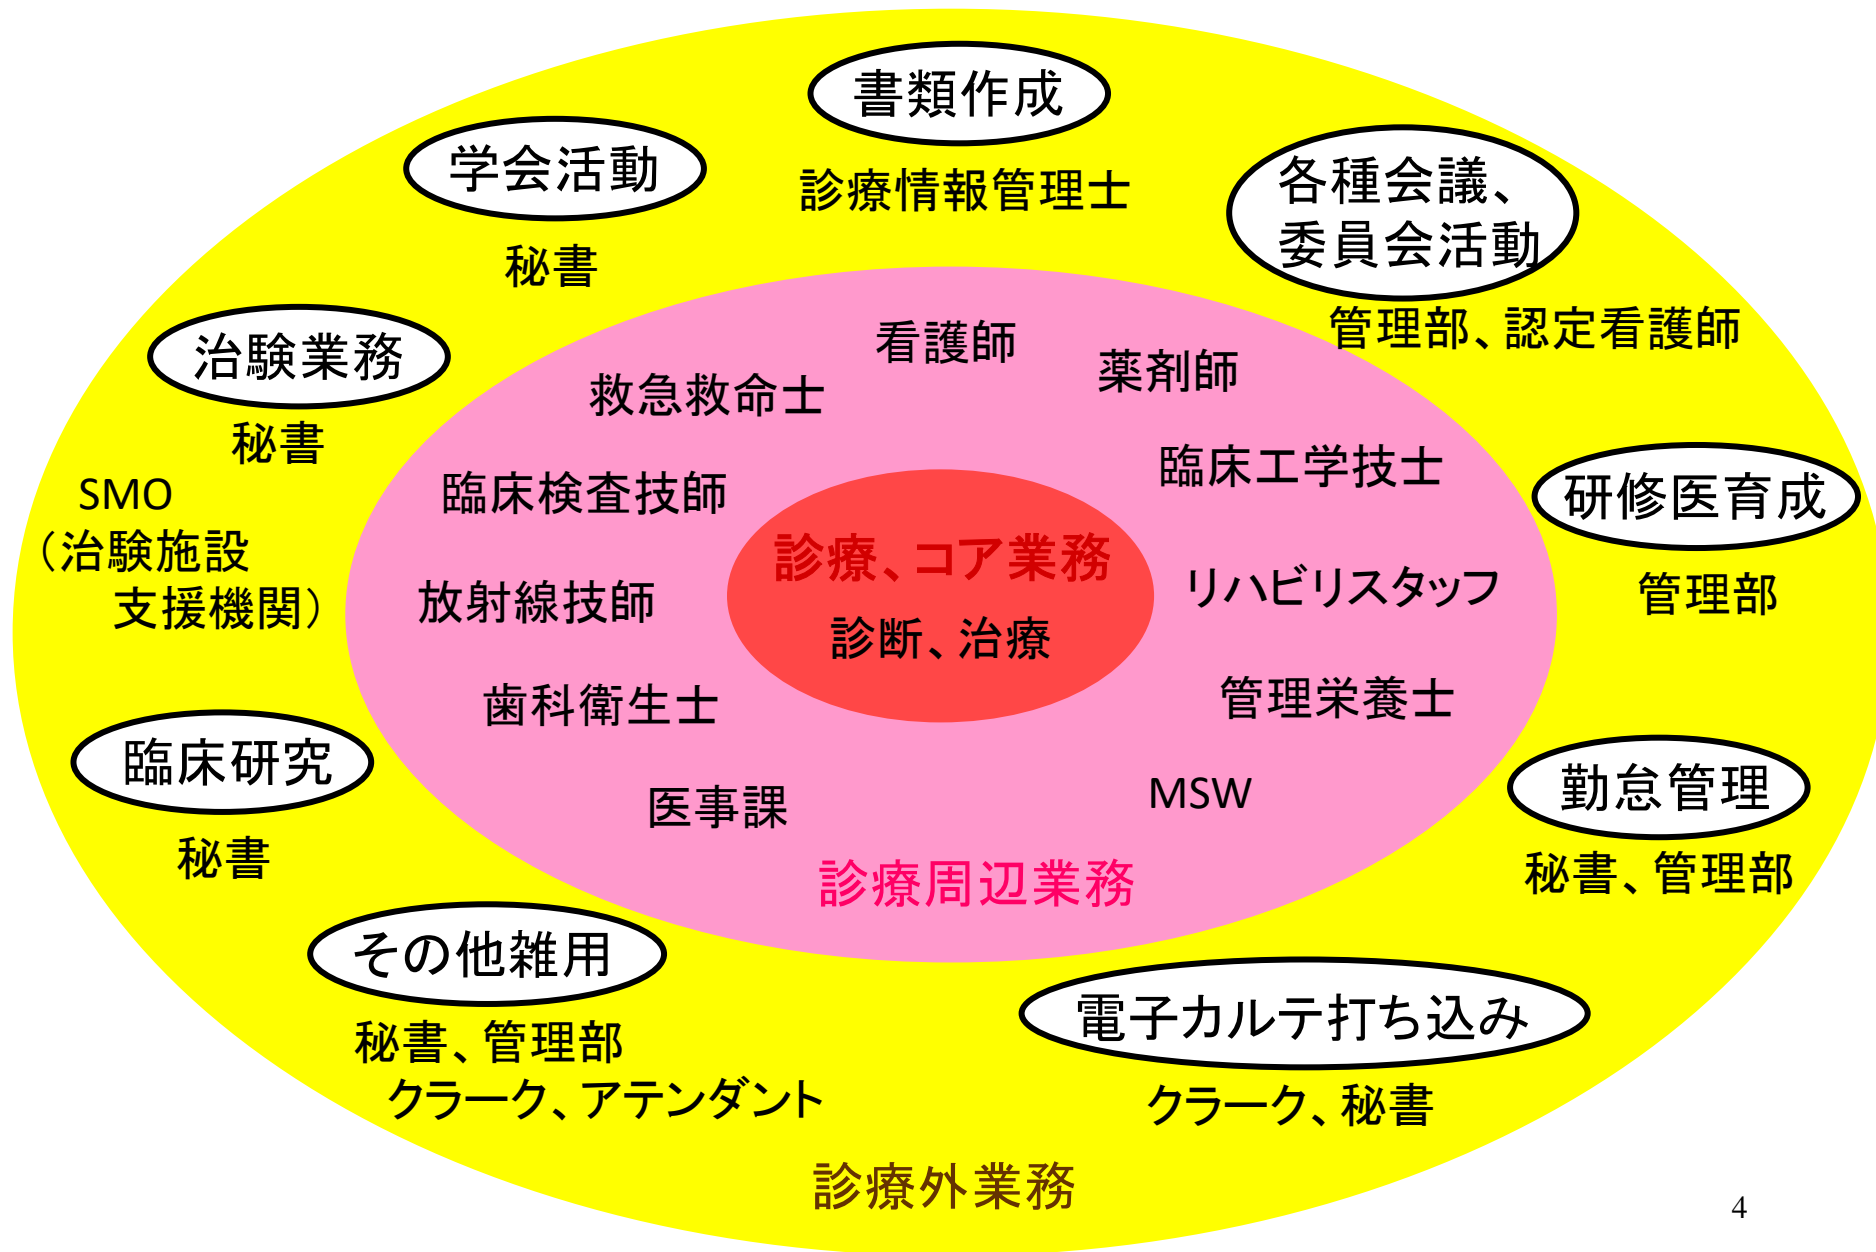 書類作成
診療情報管理士
学会活動
秘書
各種会議、
委員会活動
管理部、認定看護師
治験業務
秘書
SMO
（治験施設
支援機関）
研修医育成
管理部
臨床研究
秘書
勤怠管理
秘書、管理部
その他雑用
秘書、管理部
クラーク、アテンダント
電子カルテ打ち込み
クラーク、秘書
診療外業務
看護師
薬剤師
救急救命士
臨床工学技士
臨床検査技師
リハビリスタッフ
放射線技師
管理栄養士
歯科衛生士
MSW
医事課
診療周辺業務
診療、コア業務
診断、治療
4